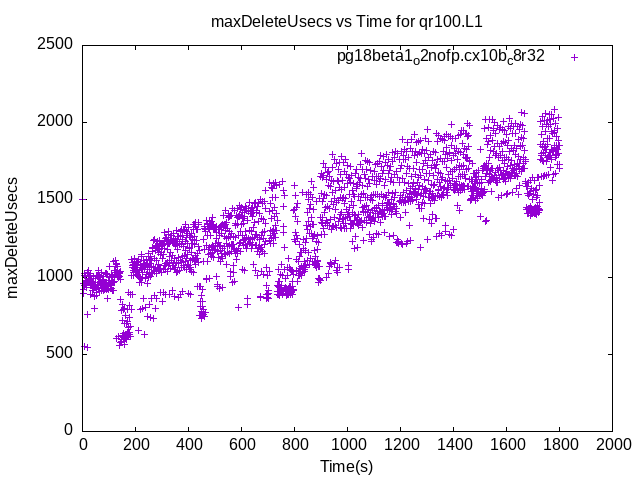 maxDeleteUsecs vs Time for qr100.L1
pg18beta1_o2nofp.cx10b_c8r32
2500
2000
1500
1000
500
0
maxDeleteUsecs
0 200 400 600 800 1000 1200 1400 1600 1800 2000
Time(s)